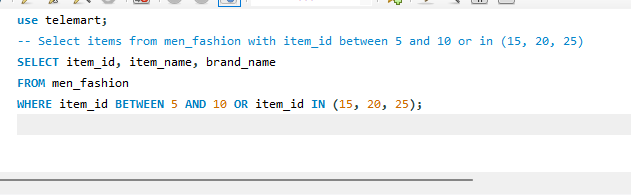 use telemart;
-- Select items from men_fashion with item_id between 5 and 10 or in (15, 20, 25)
SELECT item_id, item_name, brand_name
FROM men_fashion
WHERE item_id BETWEEN 5 AND 10 OR item_id IN (15, 20, 25);